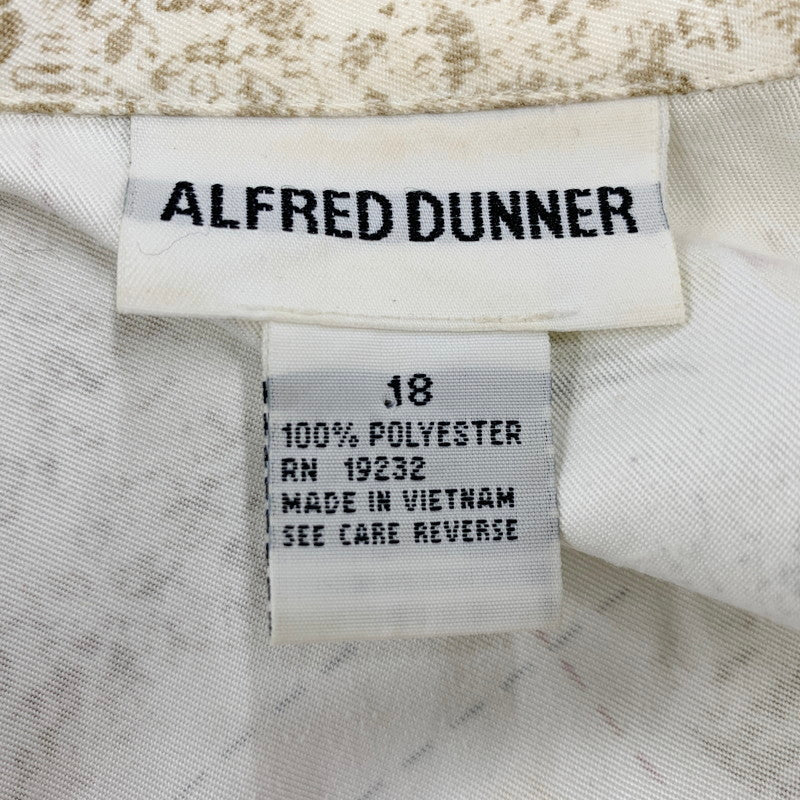 ALFRED DUNNER
18
100% POLYESTER
RN 19232
MADE IN VIETNAM
SEE CARE REVERSE